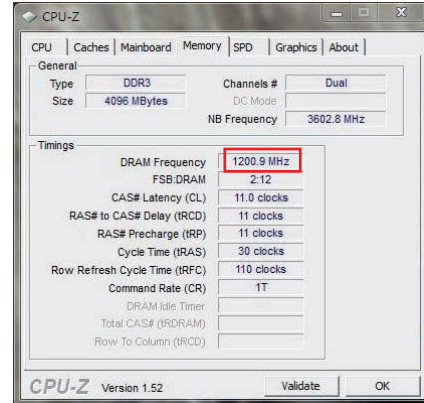 CPU-Z
CPU Caches Mainboard Memory SPD Graphics About
General
Type DDR3 Channels # Dual
Size 4096 MBytes DC Mode
NB Frequency 3602.8 MHz
Timings
DRAM Frequency 1200.9 MHz
FSB:DRAM 2:12
CAS# Latency (CL) 11.0 clocks
RAS# to CAS# Delay (tRCD) 11 clocks
RAS# Precharge (tRP) 11 clocks
Cycle Time (tRAS) 30 clocks
Row Refresh Cycle Time (tRFC) 110 clocks
Command Rate (CR) 1T
DRAM Idle Timer
Total CAS# (tRDRAM)
Row To Column (tRCD)
CPU-Z Version 1.52 Validate OK